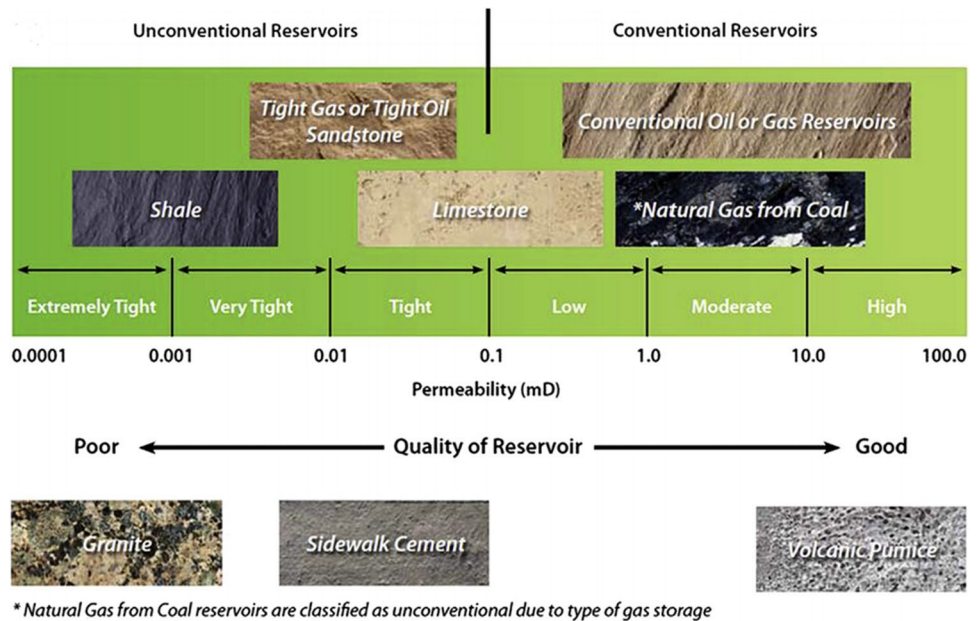 Unconventional Reservoirs
Conventional Reservoirs
Tight Gas or Tight Oil
Sandstone
Conventional Oil or Gas Reservoirs
Shale
Limestone
*Natural Gas from Coal
Extremely Tight
Very Tight
Tight
Low
Moderate
High
0.0001
0.001
0.01
0.1
1.0
10.0
100.0
Permeability (mD)
Poor
Quality of Reservoir
Good
Granite
Sidewalk Cement
Volcanic Pumice
* Natural Gas from Coal reservoirs are classified as unconventional due to type of gas storage